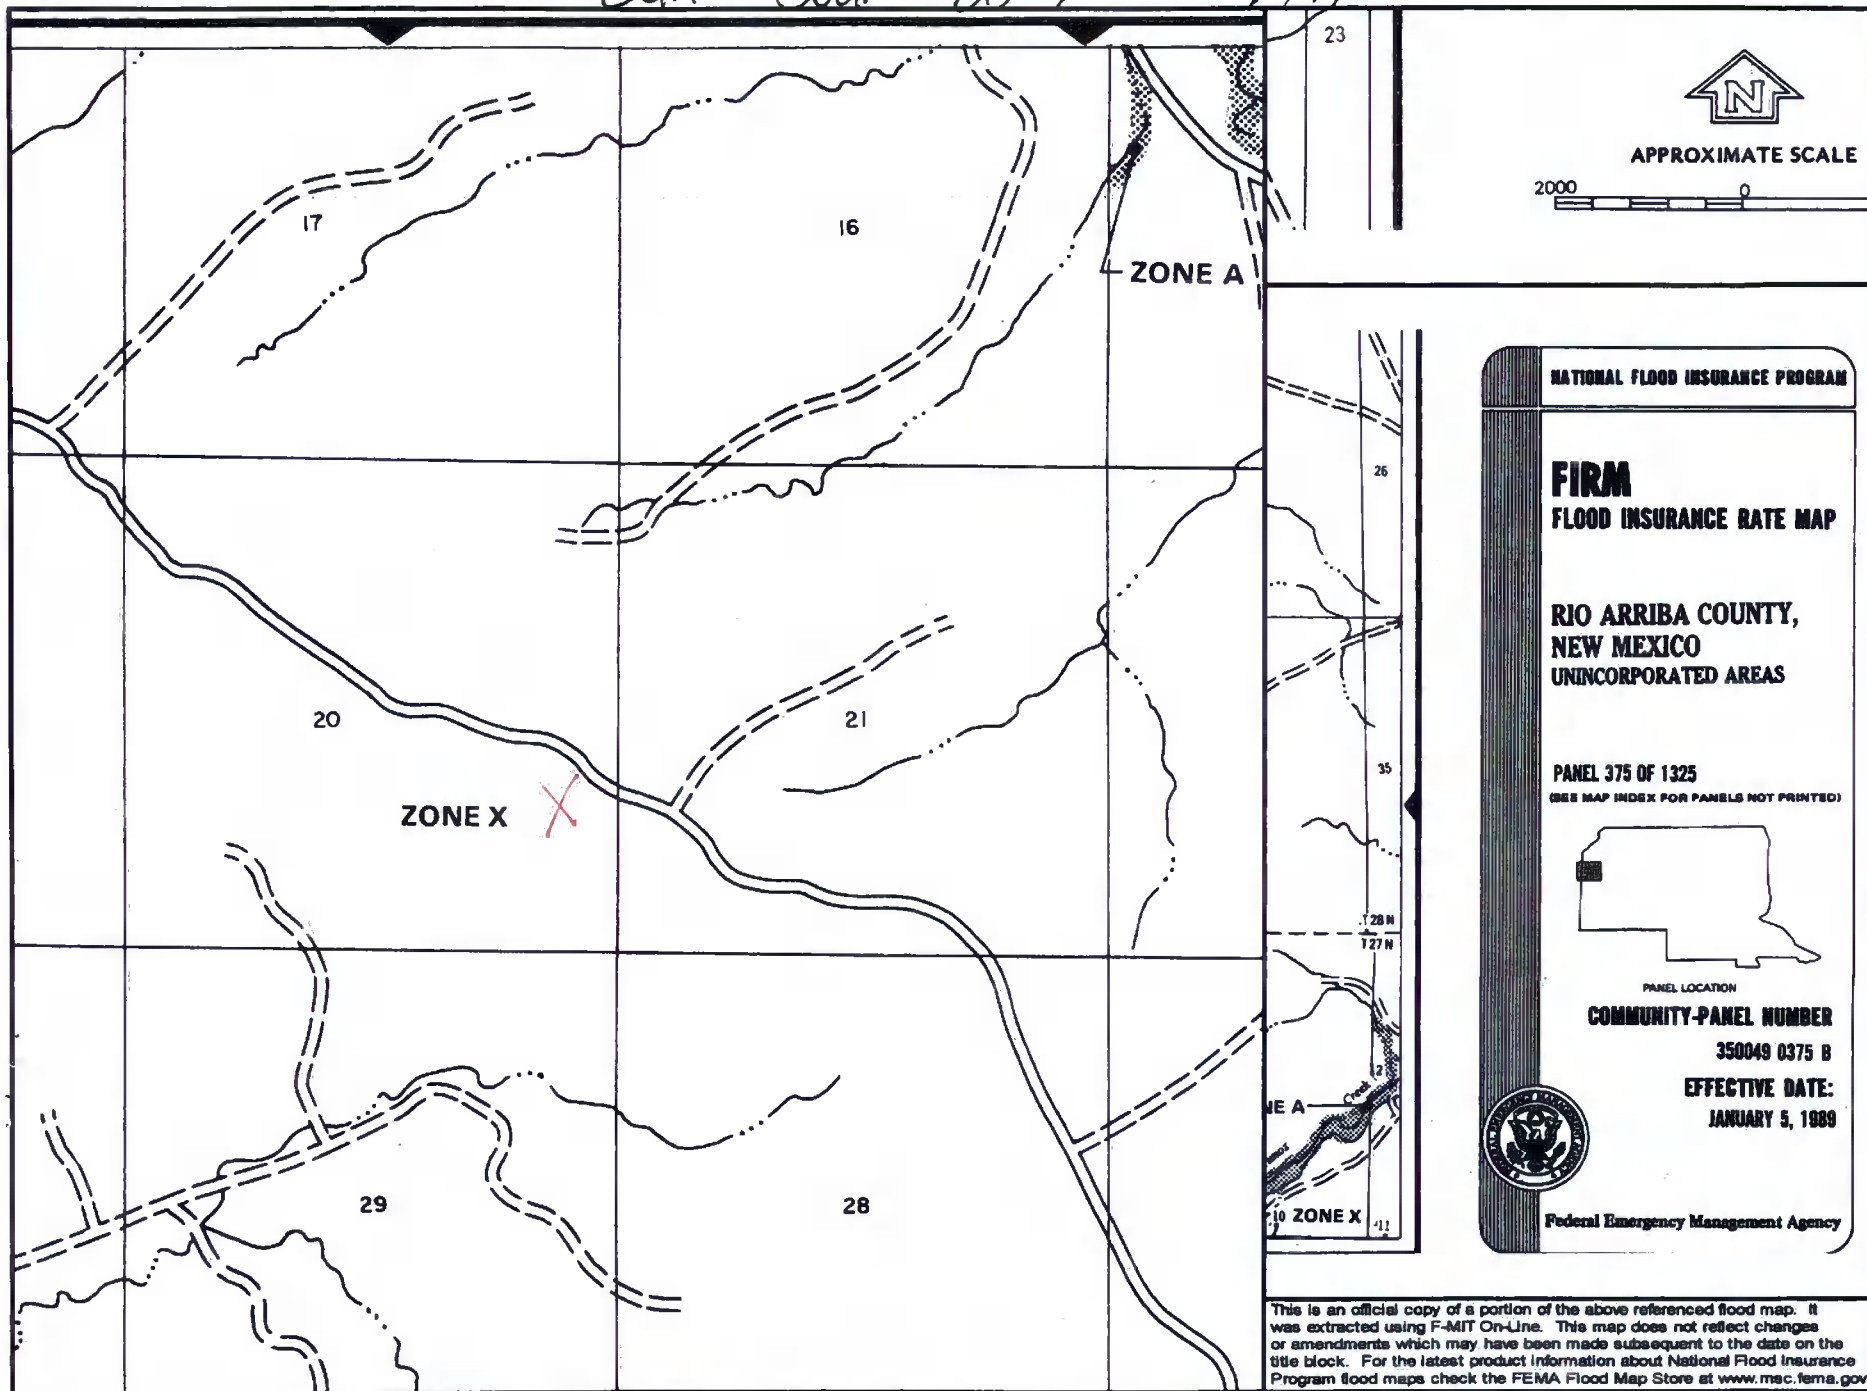 23
N
APPROXIMATE SCALE
2000 0
17
16
ZONE A
26
NATIONAL FLOOD INSURANCE PROGRAM
FIRM
FLOOD INSURANCE RATE MAP
RIO ARRIBA COUNTY,
NEW MEXICO
UNINCORPORATED AREAS
20
21
ZONE X
X
35
PANEL 375 OF 1325
(SEE MAP INDEX FOR PANELS NOT PRINTED)
T28N
T27N
PANEL LOCATION
COMMUNITY-PANEL NUMBER
350049 0375 B
EFFECTIVE DATE:
JANUARY 5, 1989
2
Creek
NE A
29
28
10 ZONE X 11
Federal Emergency Management Agency
This is an official copy of a portion of the above referenced flood map. It
was extracted using F-MIT On-Line. This map does not reflect changes
or amendments which may have been made subsequent to the date on the
title block. For the latest product information about National Flood Insurance
Program flood maps check the FEMA Flood Map Store at www.msc.fema.gov